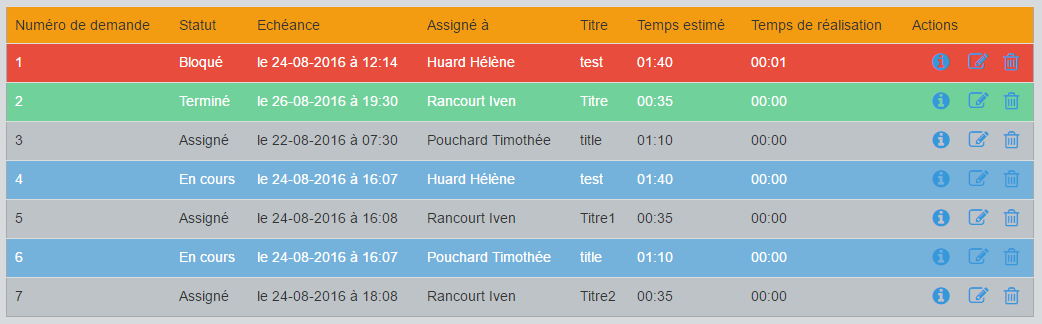 Numéro de demande Statut Echéance Assigné à Titre Temps estimé Temps de réalisation Actions
1 Bloqué le 24-08-2016 à 12:14 Huard Hélène test 01:40 00:01
2 Terminé le 26-08-2016 à 19:30 Rancourt Iven Titre 00:35 00:00
3 Assigné le 22-08-2016 à 07:30 Pouchard Timothée title 01:10 00:00
4 En cours le 24-08-2016 à 16:07 Huard Hélène test 01:40 00:00
5 Assigné le 24-08-2016 à 16:08 Rancourt Iven Titre1 00:35 00:00
6 En cours le 24-08-2016 à 16:07 Pouchard Timothée title 01:10 00:00
7 Assigné le 24-08-2016 à 18:08 Rancourt Iven Titre2 00:35 00:00